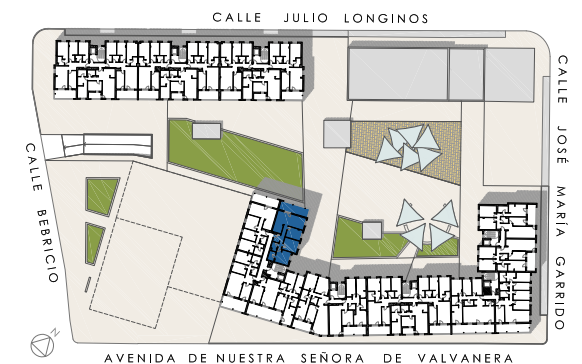 CALLE JULIO LONGINOS
CALLE JOSÉ MARÍA GARRIDO
CALLE BEBRICIO
N
AVENIDA DE NUESTRA SEÑORA DE VALVANERA